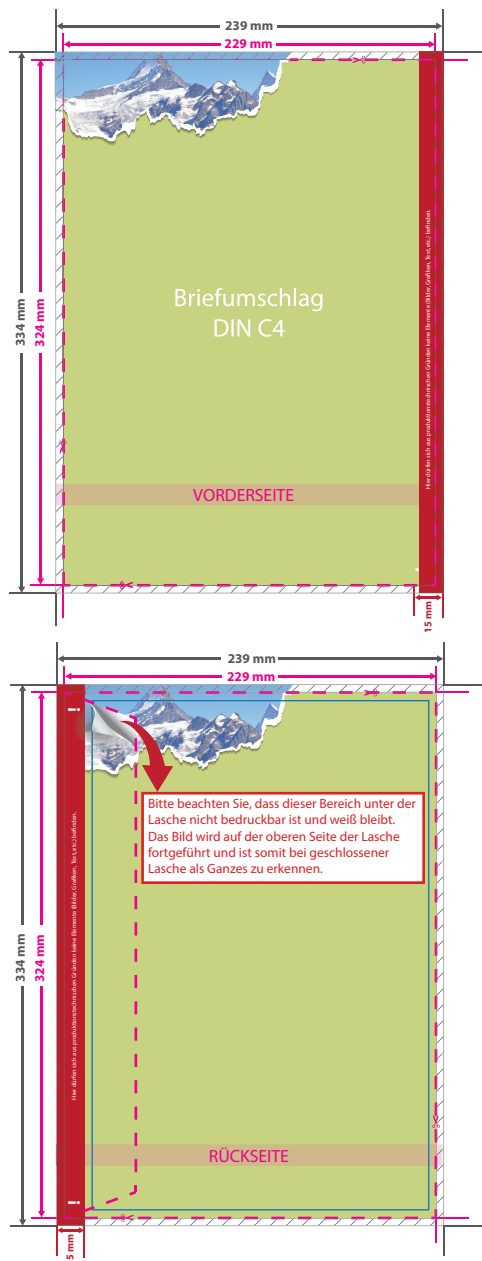 239 mm
229 mm
334 mm
324 mm
Briefumschlag
DIN C4
Hier dürfen sich aus produktionstechnischen Gründen keine Elemente (Bilder, Grafiken, Text, etc.) befinden.
VORDERSEITE
!
15 mm
239 mm
229 mm
!
Bitte beachten Sie, dass dieser Bereich unter der
Lasche nicht bedruckbar ist und weiß bleibt.
Das Bild wird auf der oberen Seite der Lasche
fortgeführt und ist somit bei geschlossener
Lasche als Ganzes zu erkennen.
334 mm
324 mm
Hier dürfen sich aus produktionstechnischen Gründen keine Elemente (Bilder, Grafiken, Text, etc.) befinden.
RÜCKSEITE
!
5 mm